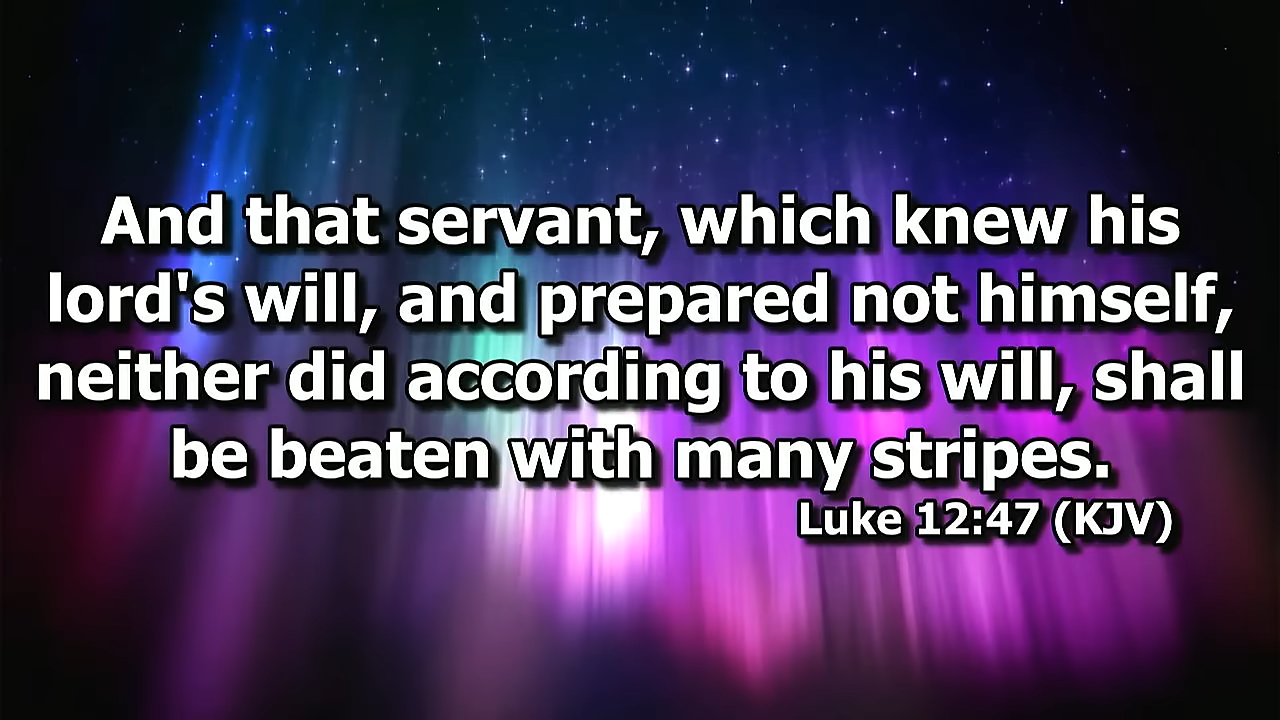 And that servant, which knew his
lord's will, and prepared not himself,
neither did according to his will, shall
be beaten with many stripes.
Luke 12:47 (KJV)